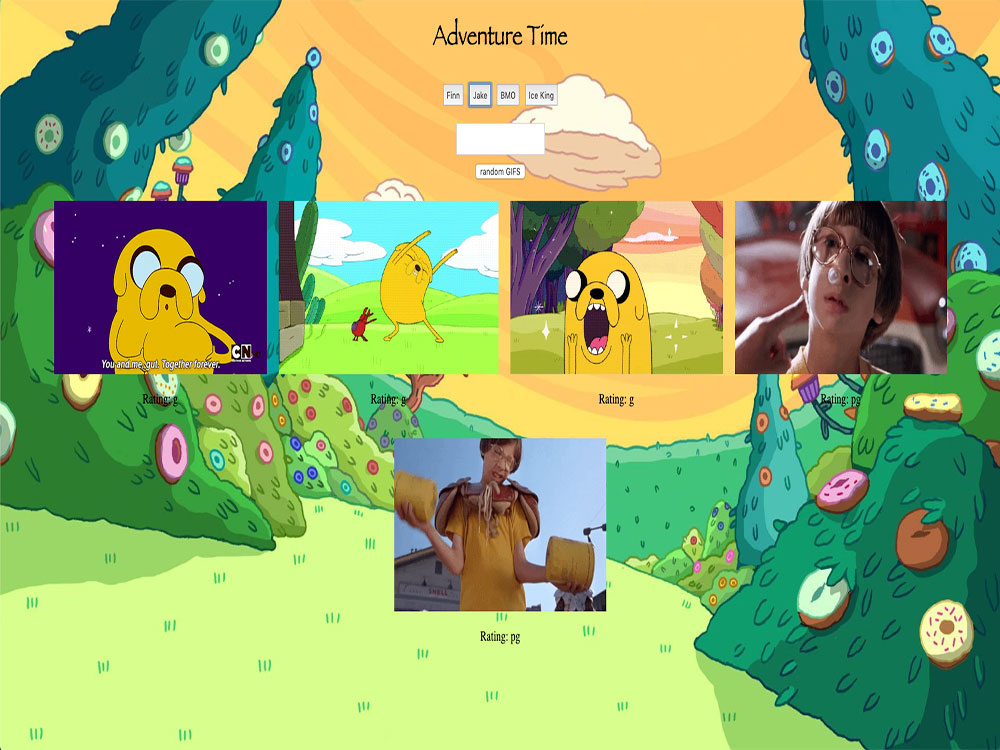 Adventure Time
Finn Jake BMO Ice King
random GIFS
You and me, gut. Together forever.
CN
Rating: g Rating: g Rating: g Rating: pg
Rating: pg